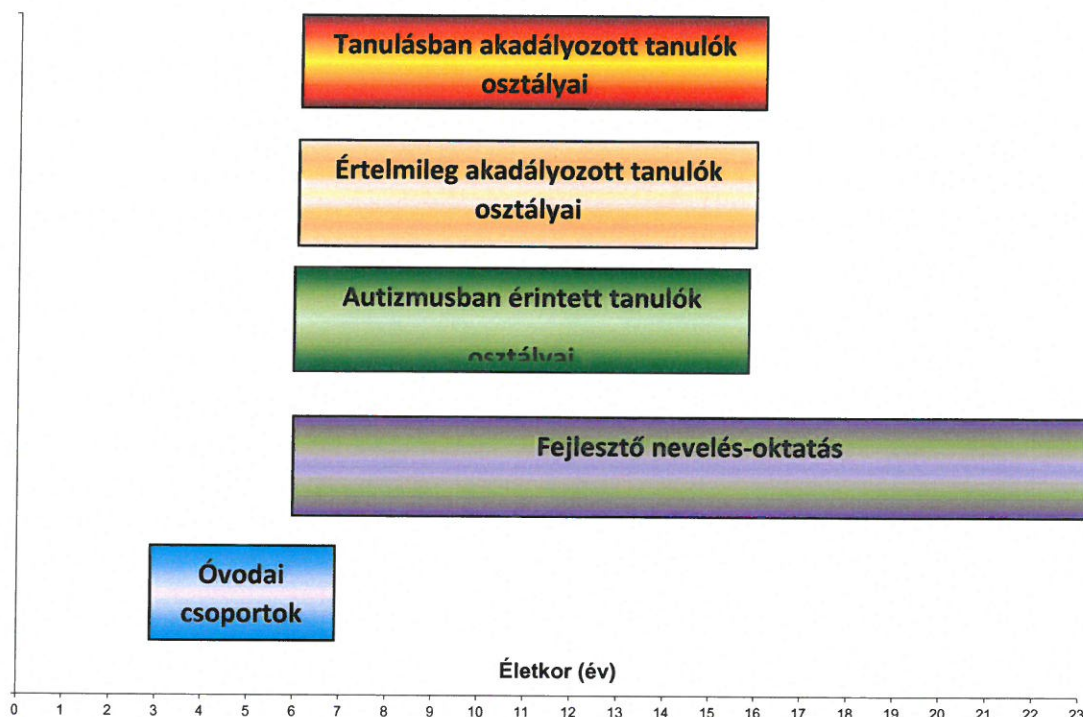 Tanulásban akadályozott tanulók
osztályai
Értelmileg akadályozott tanulók
osztályai
Autizmusban érintett tanulók
osztályai
Fejlesztő nevelés-oktatás
Óvodai
csoportok
Életkor (év)
0 1 2 3 4 5 6 7 8 9 10 11 12 13 14 15 16 17 18 19 20 21 22 23